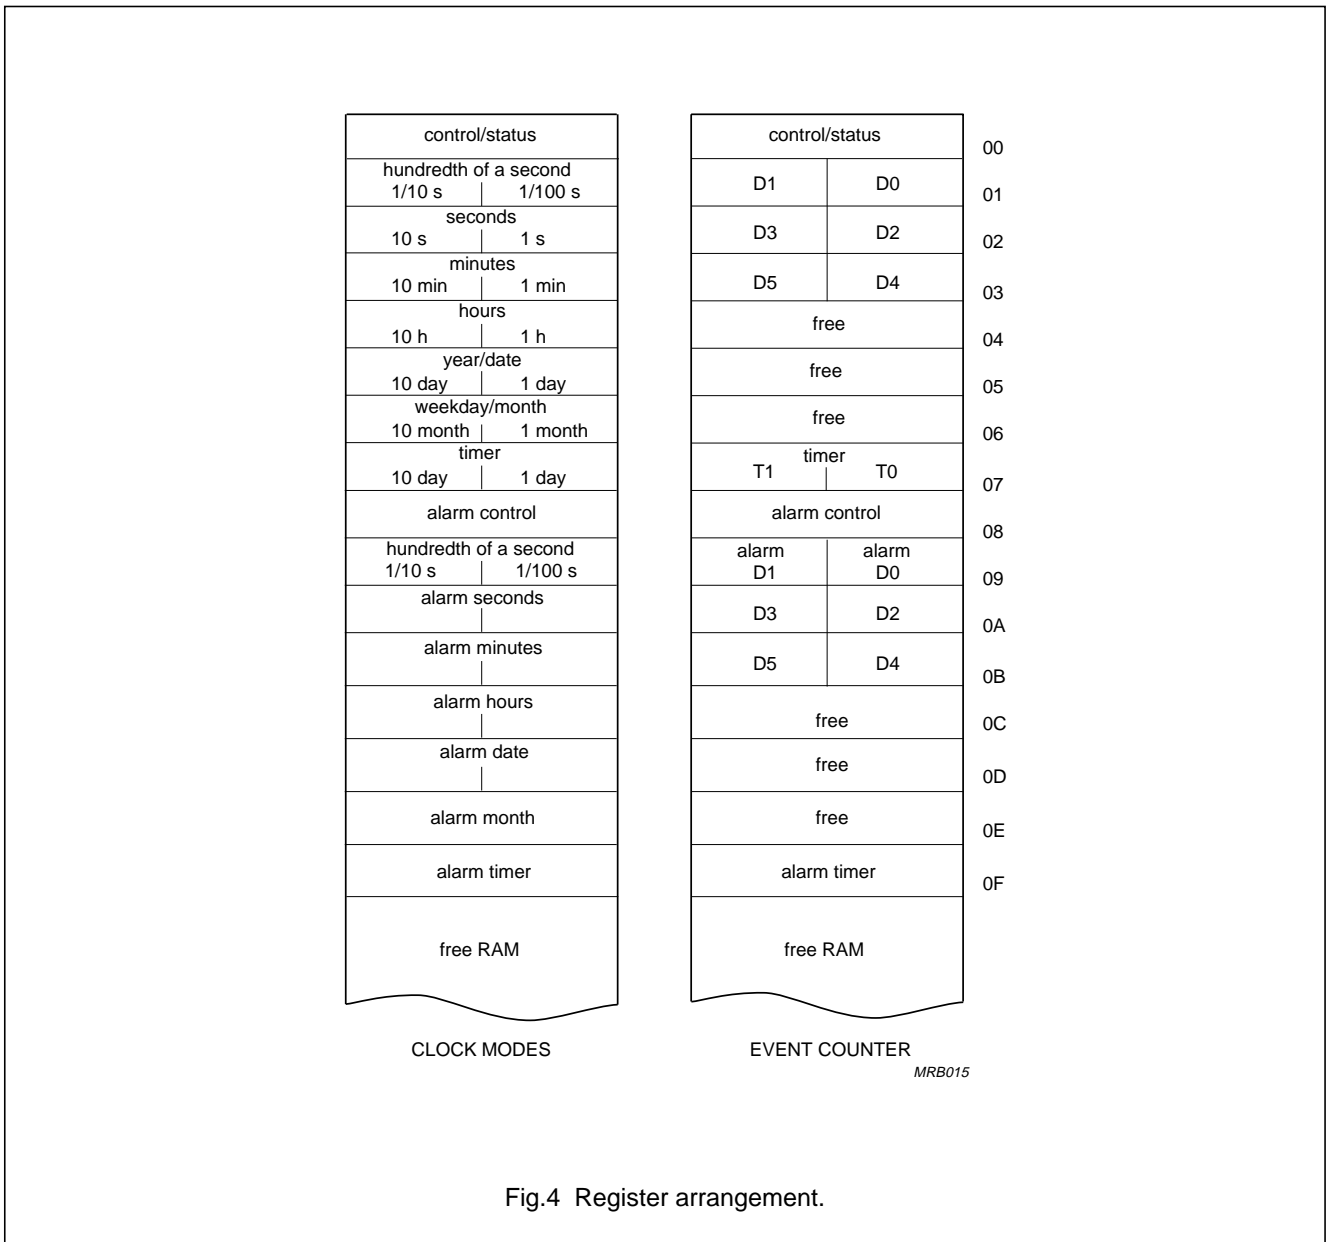 control/status control/status 00
hundredth of a second
1/10 s 1/100 s D1 D0 01
seconds
10 s 1 s D3 D2 02
minutes
10 min 1 min D5 D4 03
hours
10 h 1 h free 04
year/date
10 day 1 day free 05
weekday/month
10 month 1 month free 06
timer timer
10 day 1 day T1 T0 07
alarm control alarm control 08
hundredth of a second alarm alarm
1/10 s 1/100 s D1 D0 09
alarm seconds D3 D2 0A
alarm minutes D5 D4 0B
alarm hours free 0C
alarm date free 0D
alarm month free 0E
alarm timer alarm timer 0F
free RAM free RAM
CLOCK MODES EVENT COUNTER
MRB015
Fig.4 Register arrangement.